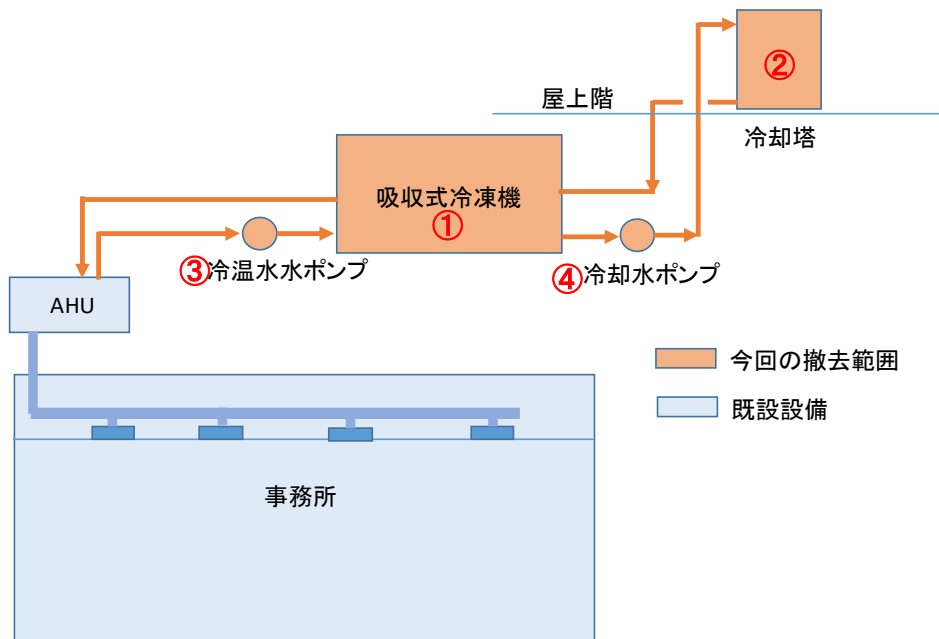 ②
屋上階
冷却塔
吸収式冷凍機
①
③冷温水水ポンプ
④冷却水ポンプ
AHU
今回の撤去範囲
既設設備
事務所